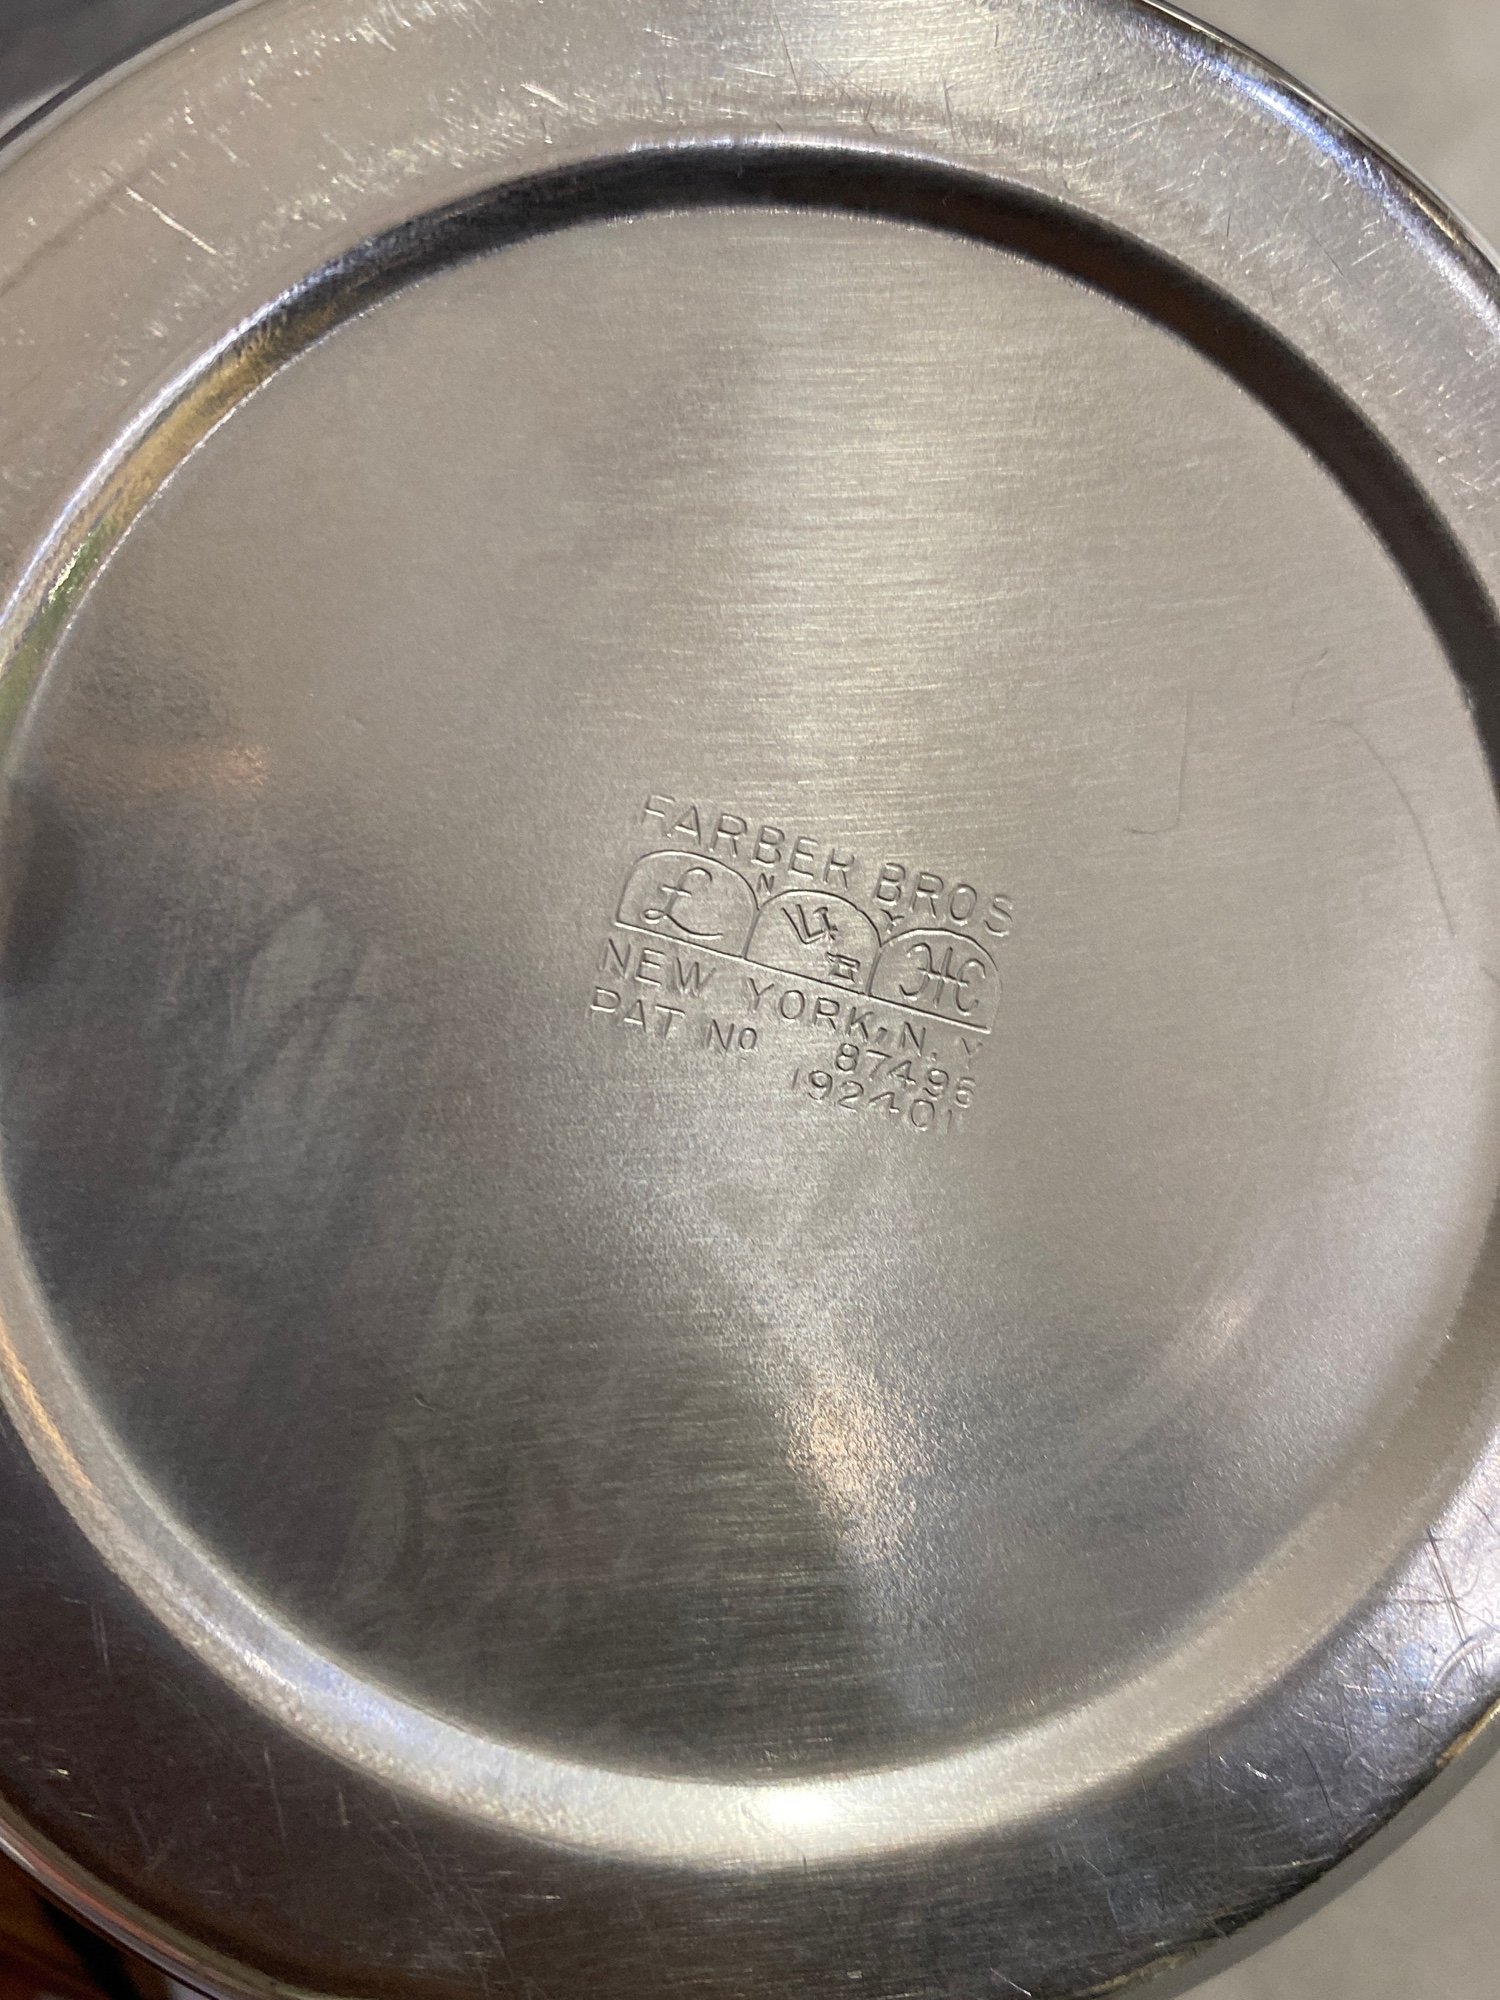 FARBER BROS
N Y
NEW YORK, N. Y
PAT No 87495
192401